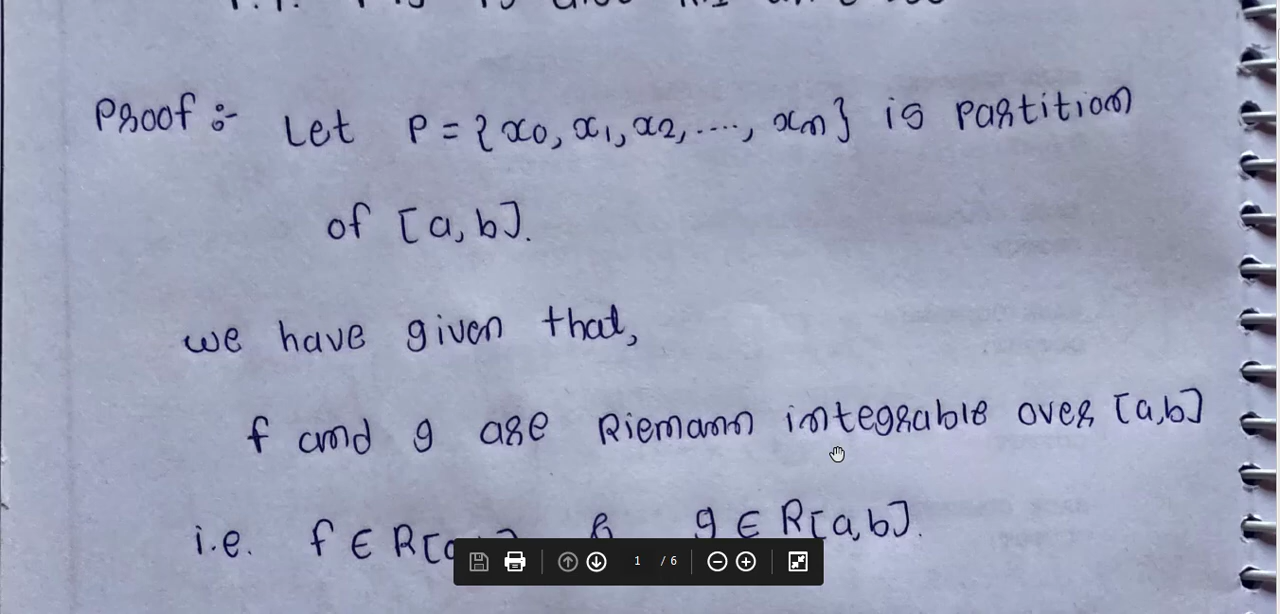 Proof :- Let P = {x0, x1, x2, ...., xn} is partition
of [a, b].
we have given that,
f and g are Riemann integrable over [a,b]
i.e. f ∈ R[a & g ∈ R[a,b].
1 / 6